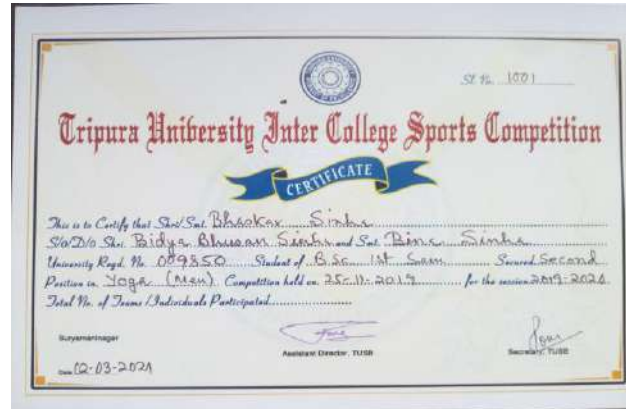 Sl. No. 1001
Tripura University Inter College Sports Competition
CERTIFICATE
This is to Certify that Shri/Smt. Bhaskar Sinha
S/o/D/o Shri Bidya Bhusan Sinha and Smt. Bina Sinha
University Regd. No. 009850 Student of B.Sc 1st Sem Secured Second
Position in Yoga (Men) Competition held on 25-11-2019 for the session 2019-2020
Total No. of Teams/Individuals Participated
Suryamaninagar
Assistant Director, TUSB
Secretary, TUSB
Date 02-03-2021